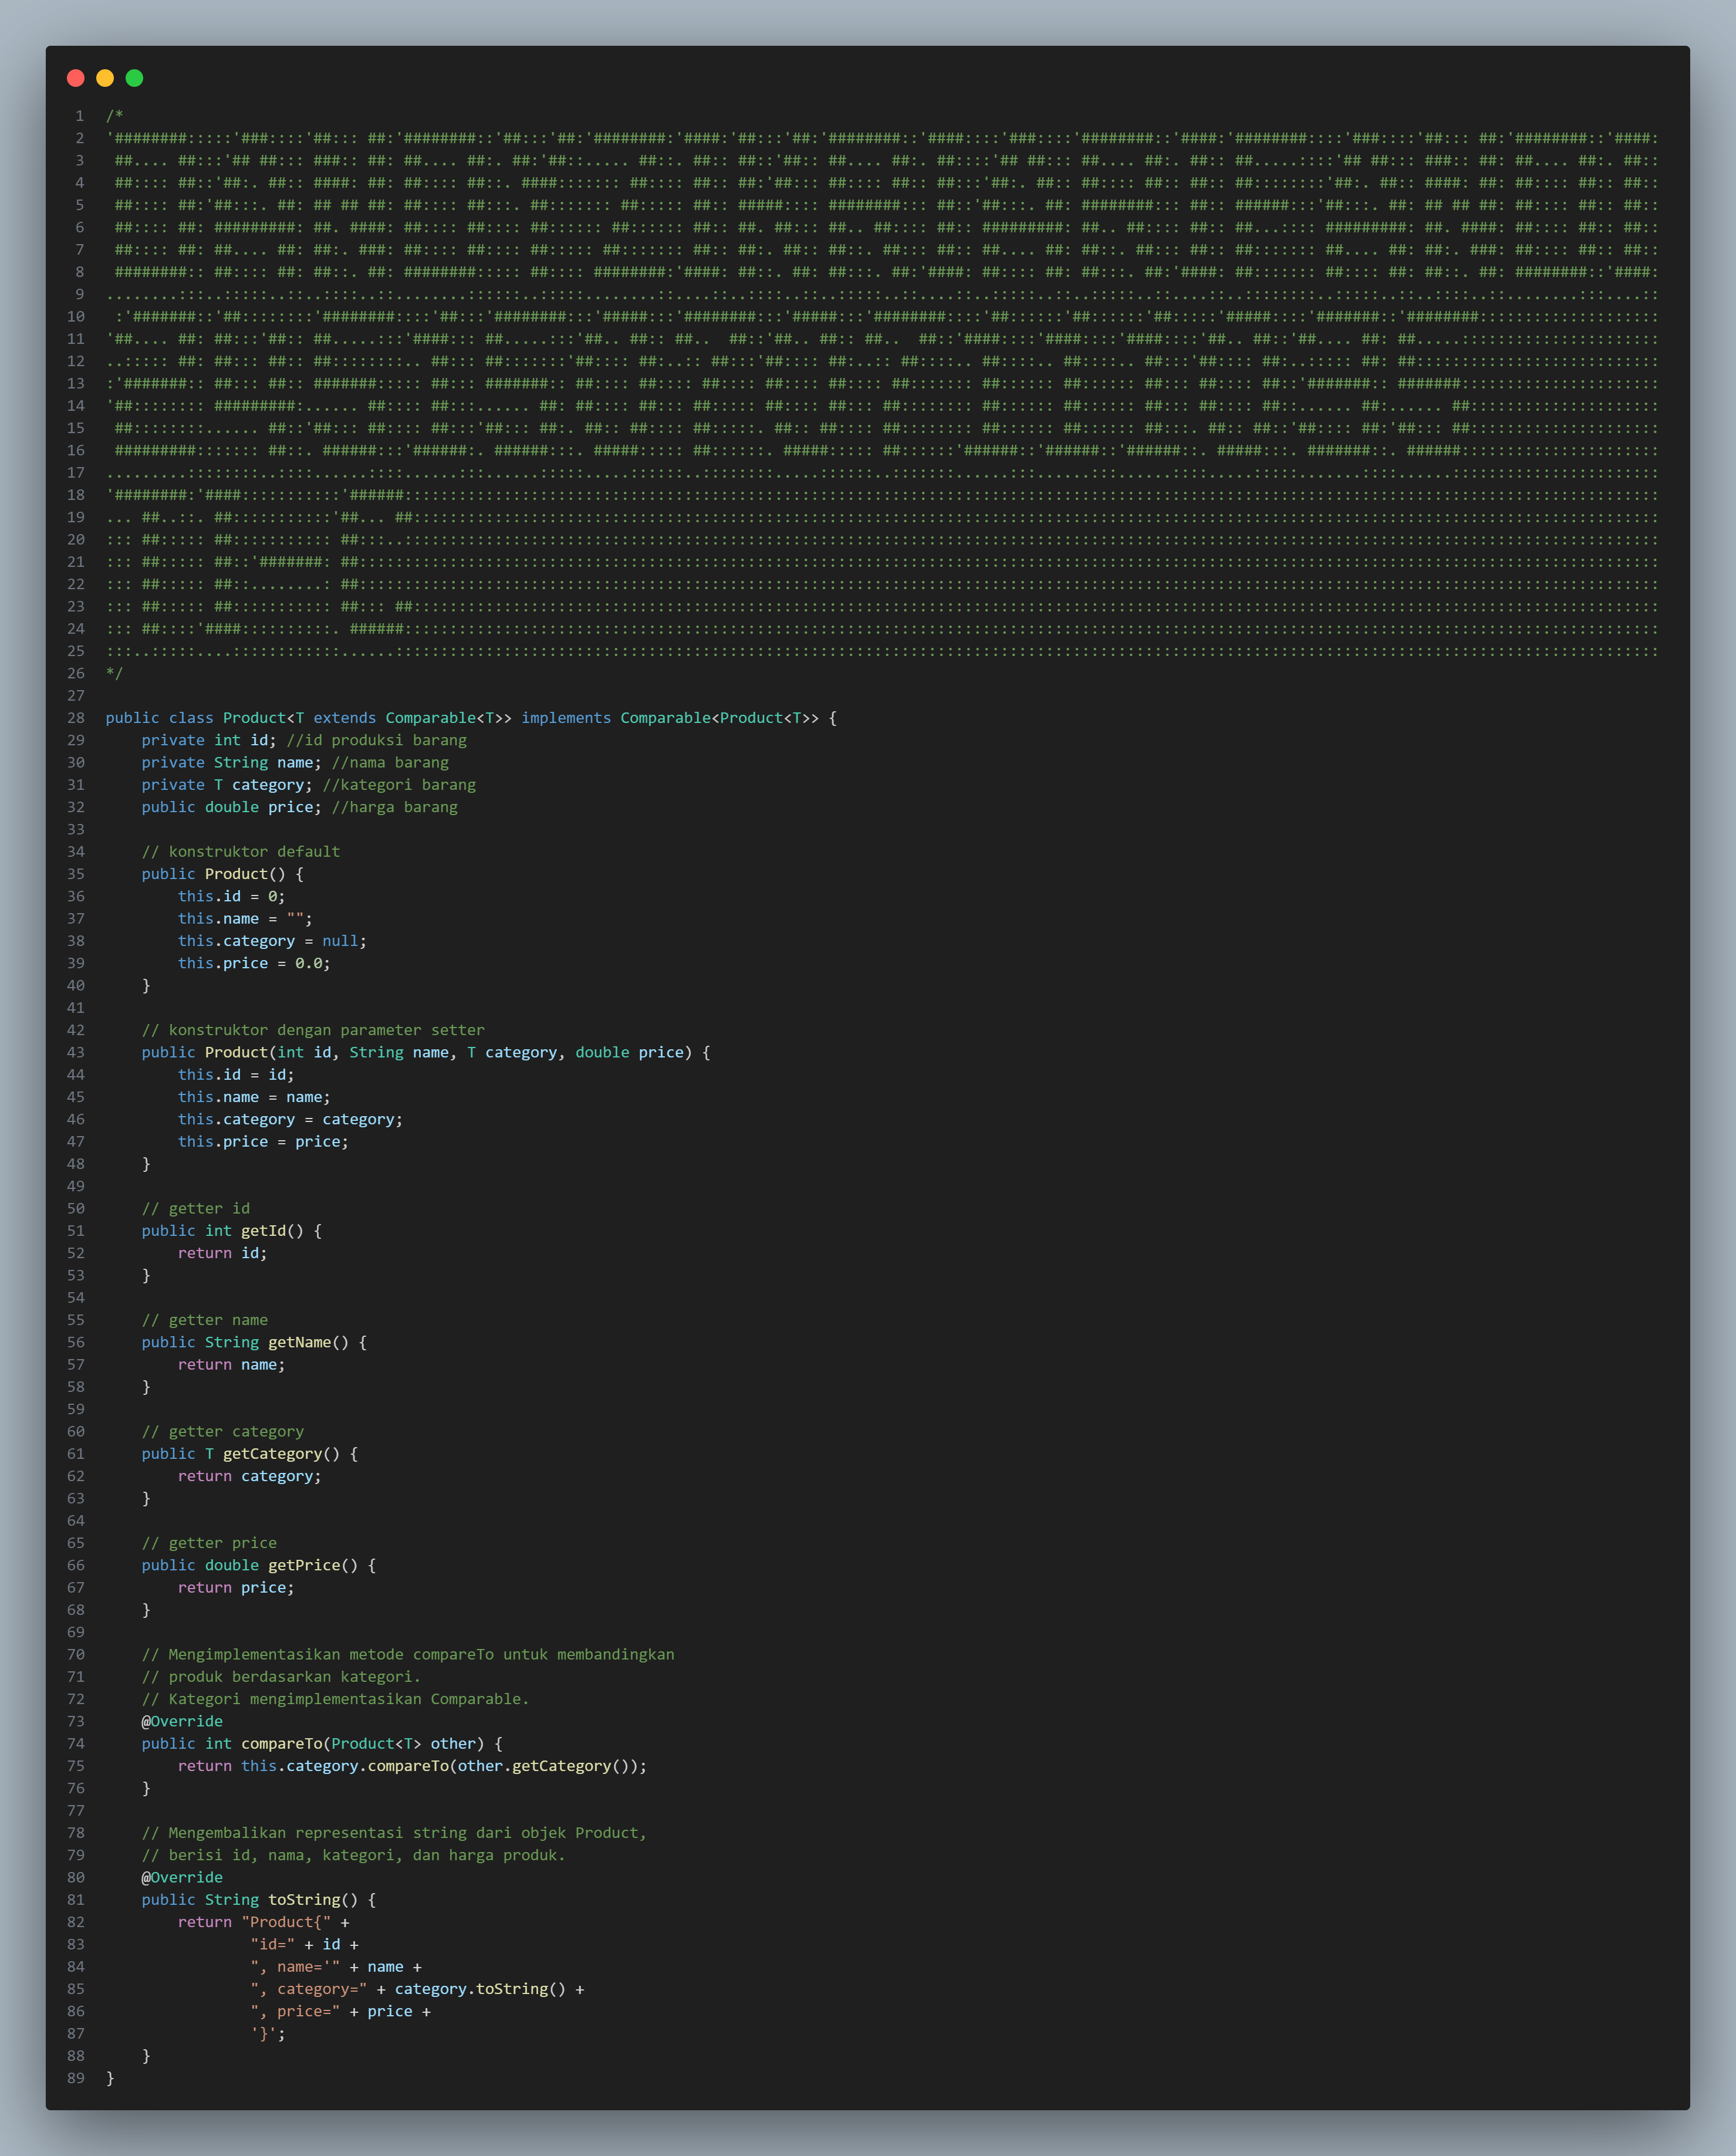 1 /*
2
3
4
5
6
7
8
9
10
11
12
13
14
15
16
17
18
19
20
21
22
23
24
25
26 */
27
28 public class Product<T extends Comparable<T>> implements Comparable<Product<T>> {
29     private int id; //id produksi barang
30     private String name; //nama barang
31     private T category; //kategori barang
32     public double price; //harga barang
33
34     // konstruktor default
35     public Product() {
36         this.id = 0;
37         this.name = "";
38         this.category = null;
39         this.price = 0.0;
40     }
41
42     // konstruktor dengan parameter setter
43     public Product(int id, String name, T category, double price) {
44         this.id = id;
45         this.name = name;
46         this.category = category;
47         this.price = price;
48     }
49
50     // getter id
51     public int getId() {
52         return id;
53     }
54
55     // getter name
56     public String getName() {
57         return name;
58     }
59
60     // getter category
61     public T getCategory() {
62         return category;
63     }
64
65     // getter price
66     public double getPrice() {
67         return price;
68     }
69
70     // Mengimplementasikan metode compareTo untuk membandingkan
71     // produk berdasarkan kategori.
72     // Kategori mengimplementasikan Comparable.
73     @Override
74     public int compareTo(Product<T> other) {
75         return this.category.compareTo(other.getCategory());
76     }
77
78     // Mengembalikan representasi string dari objek Product,
79     // berisi id, nama, kategori, dan harga produk.
80     @Override
81     public String toString() {
82         return "Product{" +
83                 "id=" + id +
84                 ", name='" + name +
85                 ", category=" + category.toString() +
86                 ", price=" + price +
87                 '}';
88     }
89 }